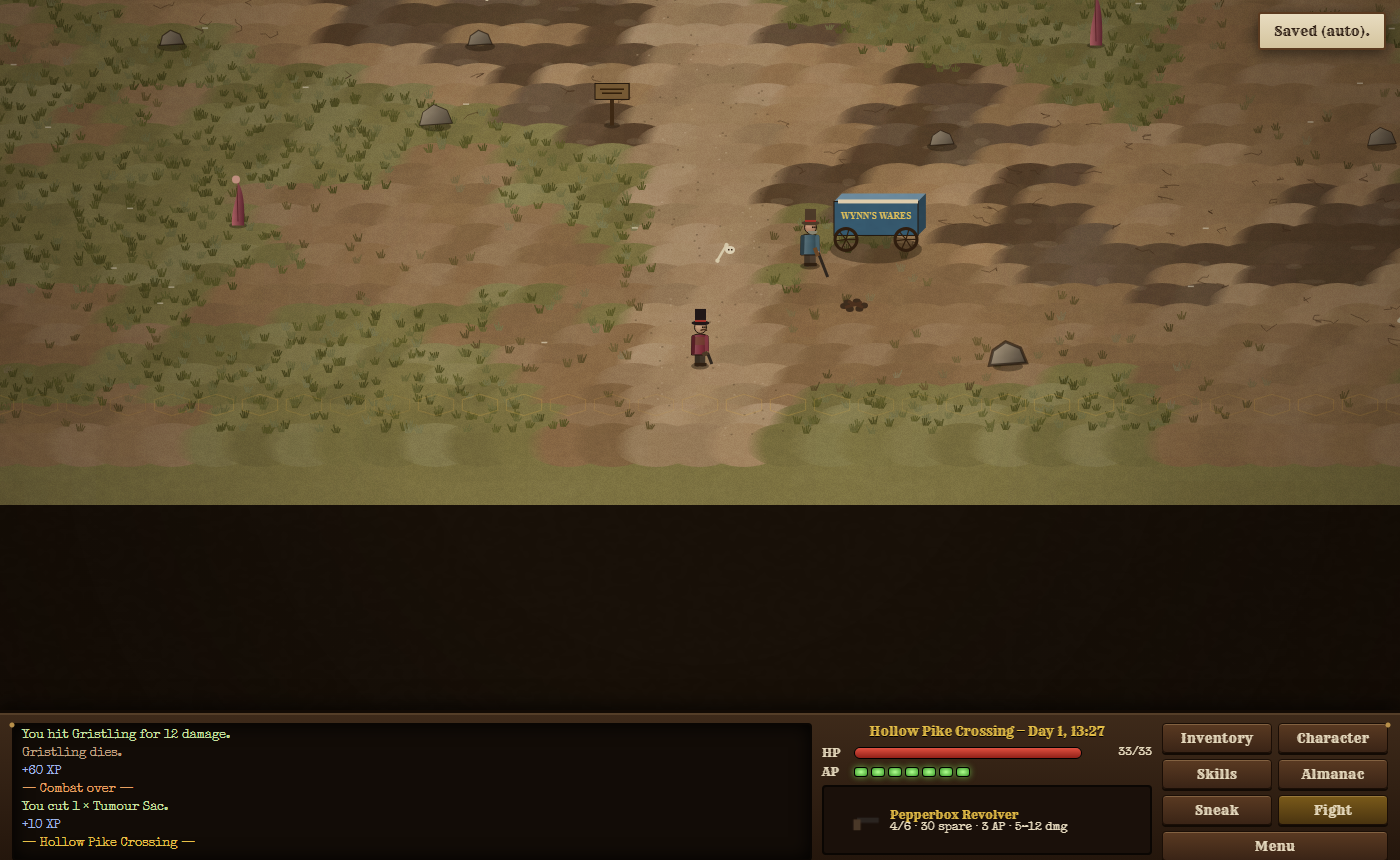 Saved (auto).
WYNN'S WARES
You hit Gristling for 12 damage.
Gristling dies.
+60 XP
— Combat over —
You cut 1 × Tumour Sac.
+10 XP
— Hollow Pike Crossing —
Hollow Pike Crossing – Day 1, 13:27
HP 33/33
AP
Pepperbox Revolver
4/6 · 30 spare · 3 AP · 5–12 dmg
Inventory
Character
Skills
Almanac
Sneak
Fight
Menu